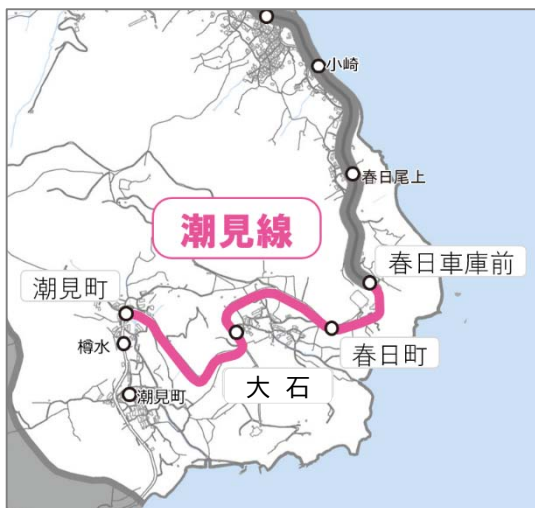 小崎
春日尾上
潮見線
春日車庫前
潮見町
樽水
春日町
大石
潮見町